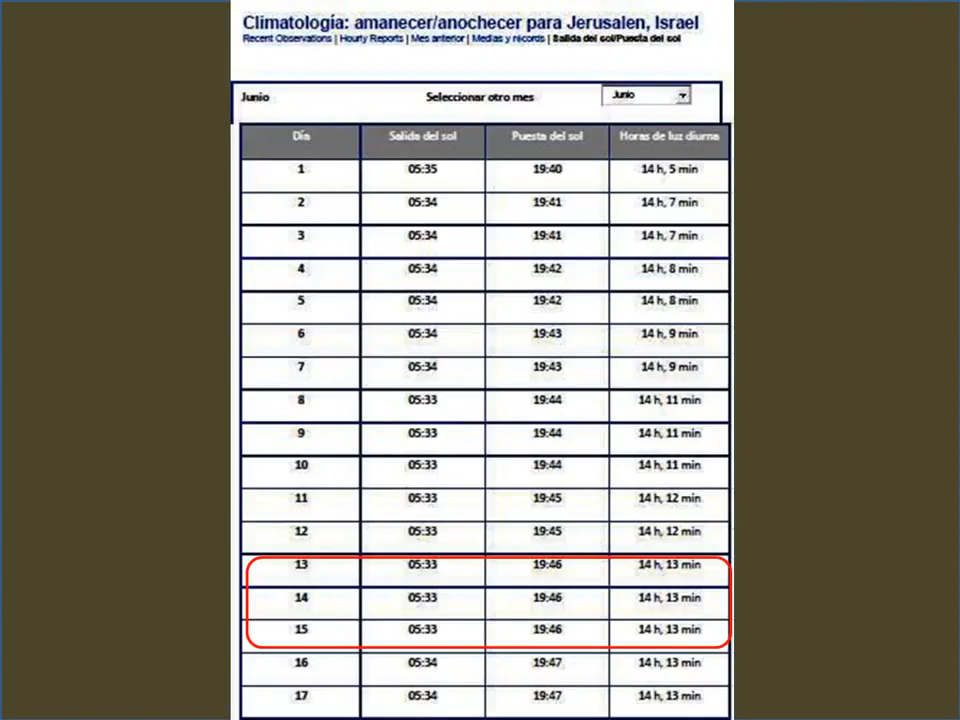 Climatología: amanecer/anochecer para Jerusalen, Israel
Recent Observations | Hourly Reports | Mes anterior | Medias y récords | Salida del sol/Puesta del sol
Junio Seleccionar otro mes Junio
Día Salida del sol Puesta del sol Horas de luz diurna
1 05:35 19:40 14 h, 5 min
2 05:34 19:41 14 h, 7 min
3 05:34 19:41 14 h, 7 min
4 05:34 19:42 14 h, 8 min
5 05:34 19:42 14 h, 8 min
6 05:34 19:43 14 h, 9 min
7 05:34 19:43 14 h, 9 min
8 05:33 19:44 14 h, 11 min
9 05:33 19:44 14 h, 11 min
10 05:33 19:44 14 h, 11 min
11 05:33 19:45 14 h, 12 min
12 05:33 19:45 14 h, 12 min
13 05:33 19:46 14 h, 13 min
14 05:33 19:46 14 h, 13 min
15 05:33 19:46 14 h, 13 min
16 05:34 19:47 14 h, 13 min
17 05:34 19:47 14 h, 13 min